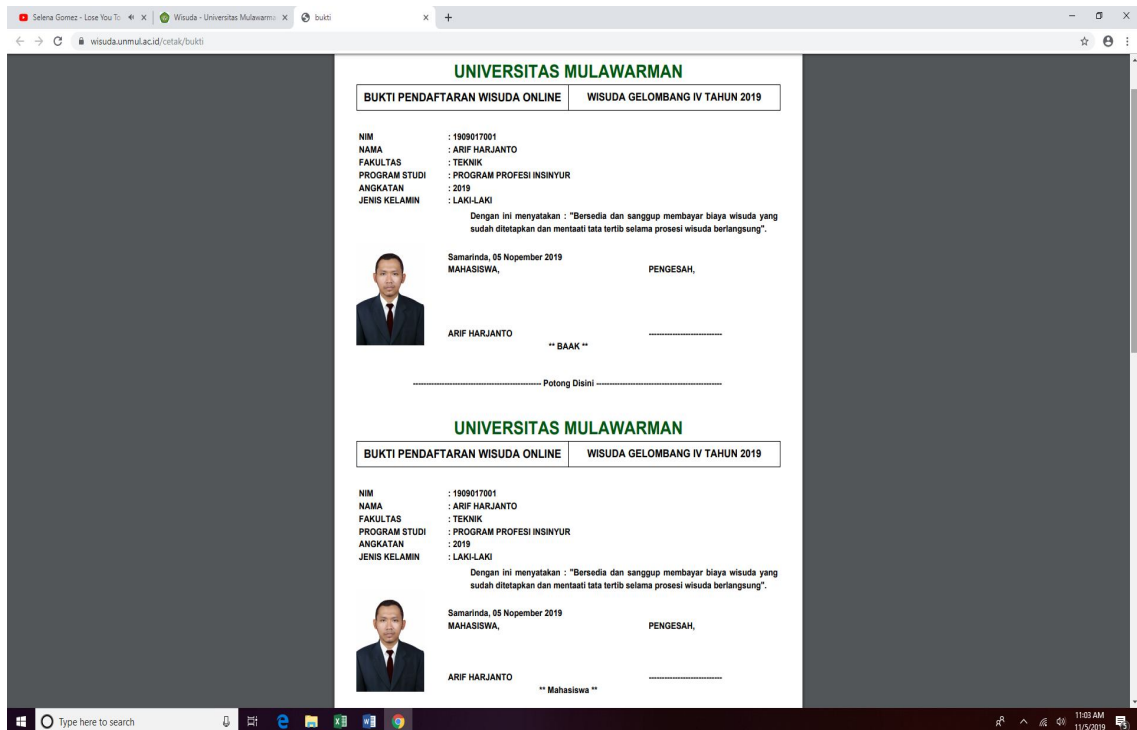 Selena Gomez - Lose You To
Wisuda - Universitas Mulawarma
bukti
wisuda.unmul.ac.id/cetak/bukti
UNIVERSITAS MULAWARMAN
BUKTI PENDAFTARAN WISUDA ONLINE WISUDA GELOMBANG IV TAHUN 2019
NIM : 1909017001
NAMA : ARIF HARJANTO
FAKULTAS : TEKNIK
PROGRAM STUDI : PROGRAM PROFESI INSINYUR
ANGKATAN : 2019
JENIS KELAMIN : LAKI-LAKI
Dengan ini menyatakan : "Bersedia dan sanggup membayar biaya wisuda yang
sudah ditetapkan dan mentaati tata tertib selama prosesi wisuda berlangsung".
Samarinda, 05 Nopember 2019
MAHASISWA, PENGESAH,
ARIF HARJANTO ----------------------------
** BAAK **
------------------------------------------------ Potong Disini ------------------------------------------------
UNIVERSITAS MULAWARMAN
BUKTI PENDAFTARAN WISUDA ONLINE WISUDA GELOMBANG IV TAHUN 2019
NIM : 1909017001
NAMA : ARIF HARJANTO
FAKULTAS : TEKNIK
PROGRAM STUDI : PROGRAM PROFESI INSINYUR
ANGKATAN : 2019
JENIS KELAMIN : LAKI-LAKI
Dengan ini menyatakan : "Bersedia dan sanggup membayar biaya wisuda yang
sudah ditetapkan dan mentaati tata tertib selama prosesi wisuda berlangsung".
Samarinda, 05 Nopember 2019
MAHASISWA, PENGESAH,
ARIF HARJANTO ----------------------------
** Mahasiswa **
Type here to search
11:03 AM
11/5/2019